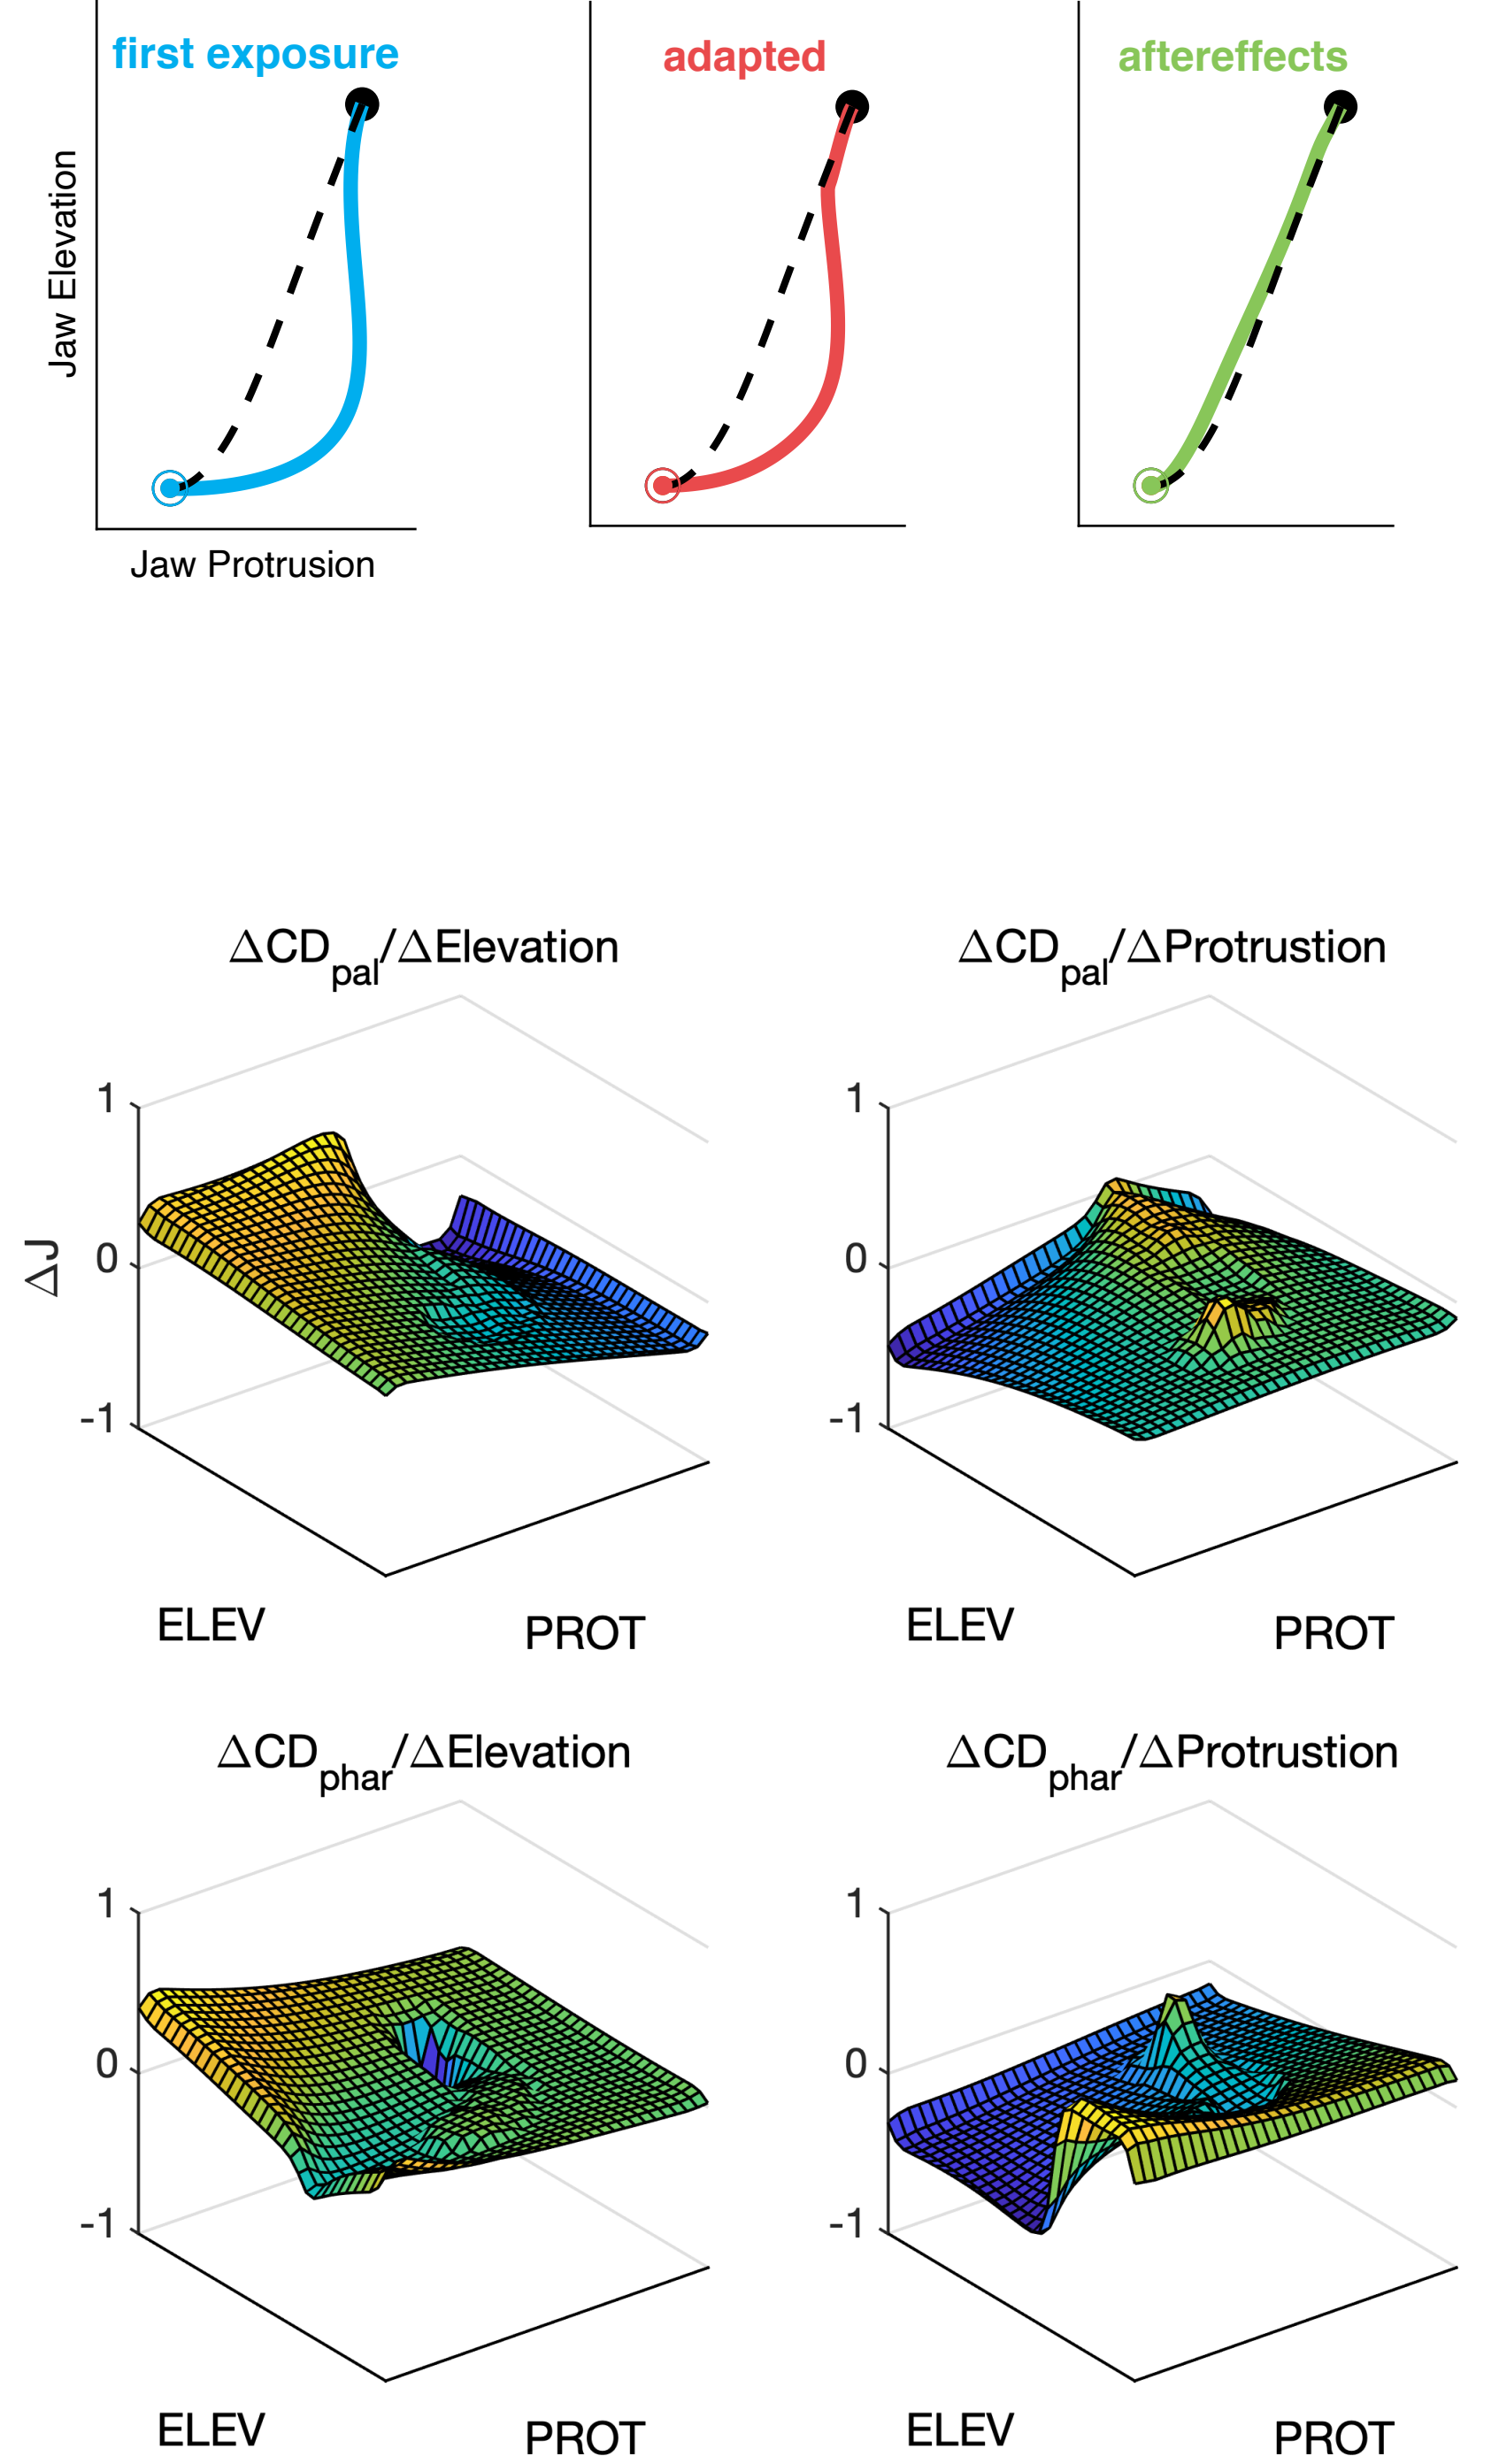 first exposure
adapted
aftereffects
Jaw Elevation
Jaw Protrusion
ΔCDpal/ΔElevation
ΔCDpal/ΔProtrustion
1
0
-1
ΔJ
ELEV
PROT
1
0
-1
ELEV
PROT
ΔCDphar/ΔElevation
ΔCDphar/ΔProtrustion
1
0
-1
ELEV
PROT
1
0
-1
ELEV
PROT